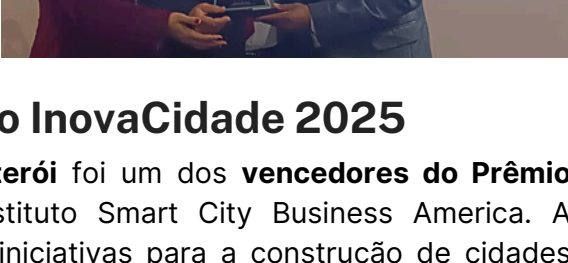 o InovaCidade 2025
terói foi um dos vencedores do Prêmio
stituto Smart City Business America. A
iniciativas para a construção de cidades